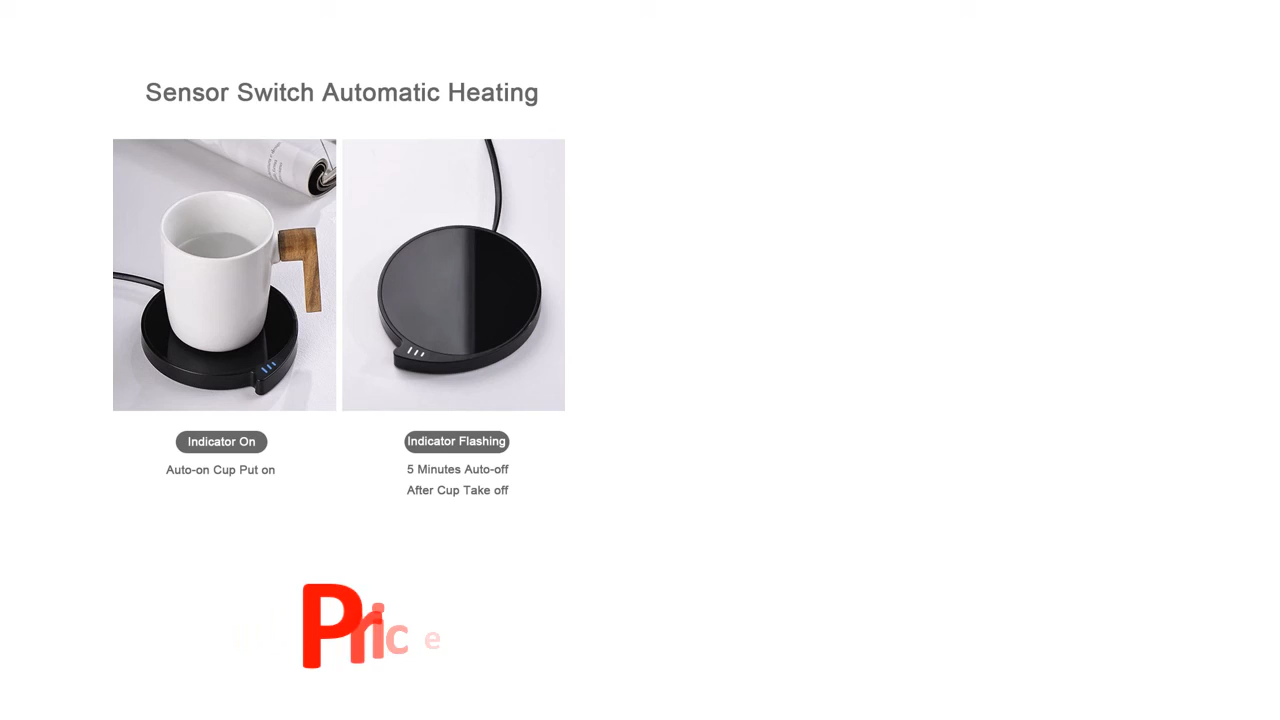 Sensor Switch Automatic Heating
Indicator On
Auto-on Cup Put on
Indicator Flashing
5 Minutes Auto-off
After Cup Take off
Price